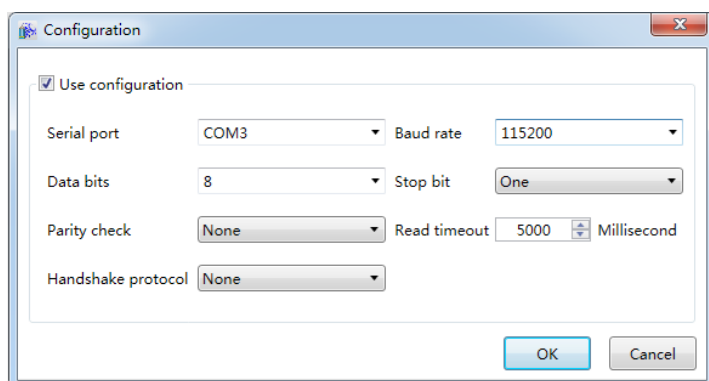 Configuration
Use configuration
Serial port COM3 Baud rate 115200
Data bits 8 Stop bit One
Parity check None Read timeout 5000 Millisecond
Handshake protocol None
OK Cancel